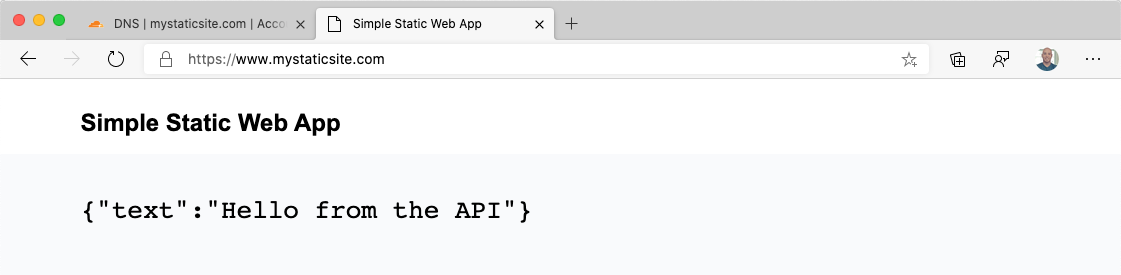 DNS | mystaticsite.com | Acco
Simple Static Web App
https://www.mystaticsite.com
Simple Static Web App
{"text":"Hello from the API"}